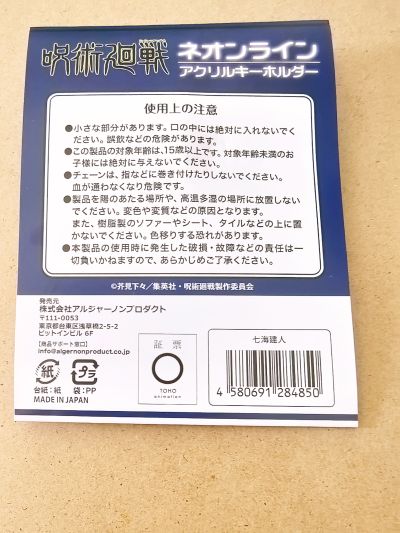 呪術廻戦
ネオンライン
アクリルキーホルダー
使用上の注意
●小さな部分があります。口の中には絶対に入れないでく
ださい。誤飲などの危険があります。
●この製品の対象年齢は、15歳以上です。対象年齢未満のお
子様には絶対に与えないでください。
●チェーンは、指などに巻き付けたりしないでください。
血が通わなくなり危険です。
●製品を陽のあたる場所や、高温多湿の場所に放置しない
でください。変色や変質などの原因となります。
また、樹脂製のソファーやシート、タイルなどの上に置
かないでください。色移りする恐れがあります。
●本製品の使用時に発生した破損・故障などの責任は一
切負いかねますので、あらかじめご了承ください。
©芥見下々／集英社・呪術廻戦製作委員会
発売元
株式会社アルジャーノンプロダクト
〒111-0053
東京都台東区浅草橋2-5-2
ビットインビル 6F
【商品サポート窓口】
info@algernonproduct.co.jp
紙
プラ
台紙:紙
袋:PP
MADE IN JAPAN
証票
TOHO
animation
七海建人
4 580691 284850